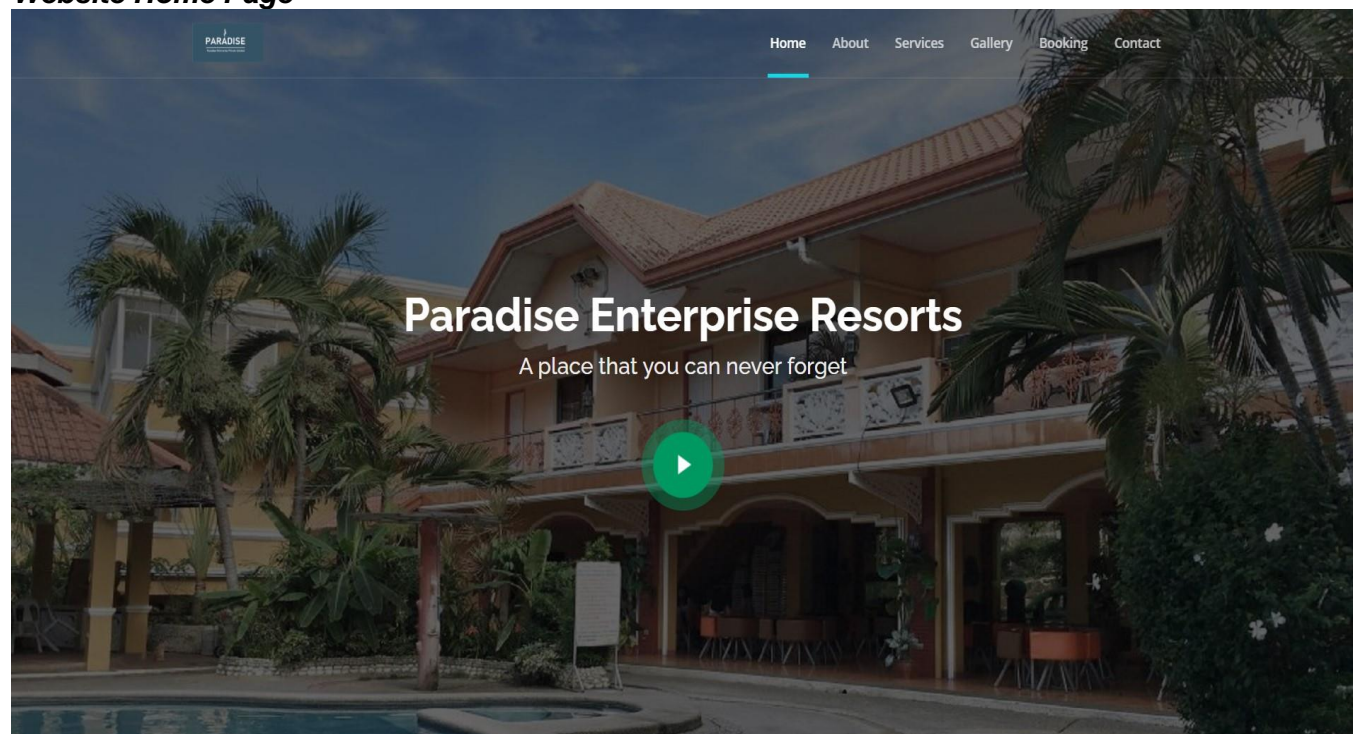 Website Home Page
PARADISE
Home About Services Gallery Booking Contact
Paradise Enterprise Resorts
A place that you can never forget